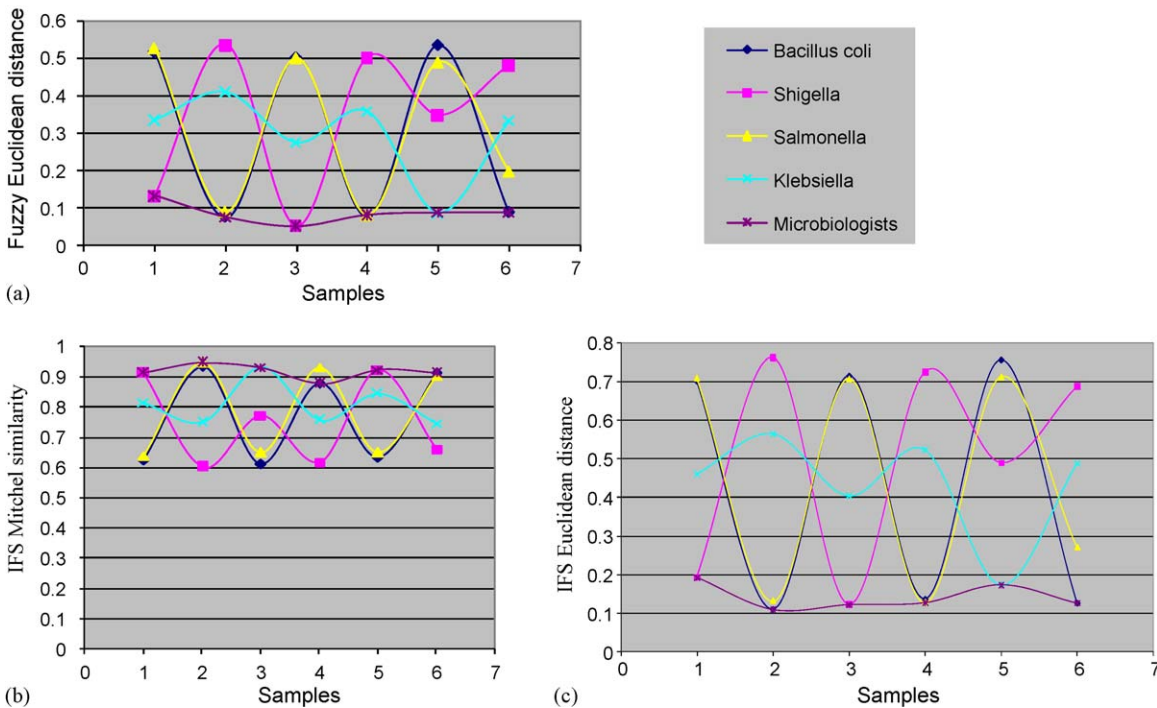 0.6
0.5
0.4
0.3
0.2
0.1
0
Fuzzy Euclidean distance
0 1 2 3 4 5 6 7
Samples
(a)
Bacillus coli
Shigella
Salmonella
Klebsiella
Microbiologists
1
0.9
0.8
0.7
0.6
0.5
0.4
0.3
0.2
0.1
0
IFS Mitchel similarity
0 1 2 3 4 5 6 7
Samples
(b)
0.8
0.7
0.6
0.5
0.4
0.3
0.2
0.1
0
IFS Euclidean distance
0 1 2 3 4 5 6 7
Samples
(c)